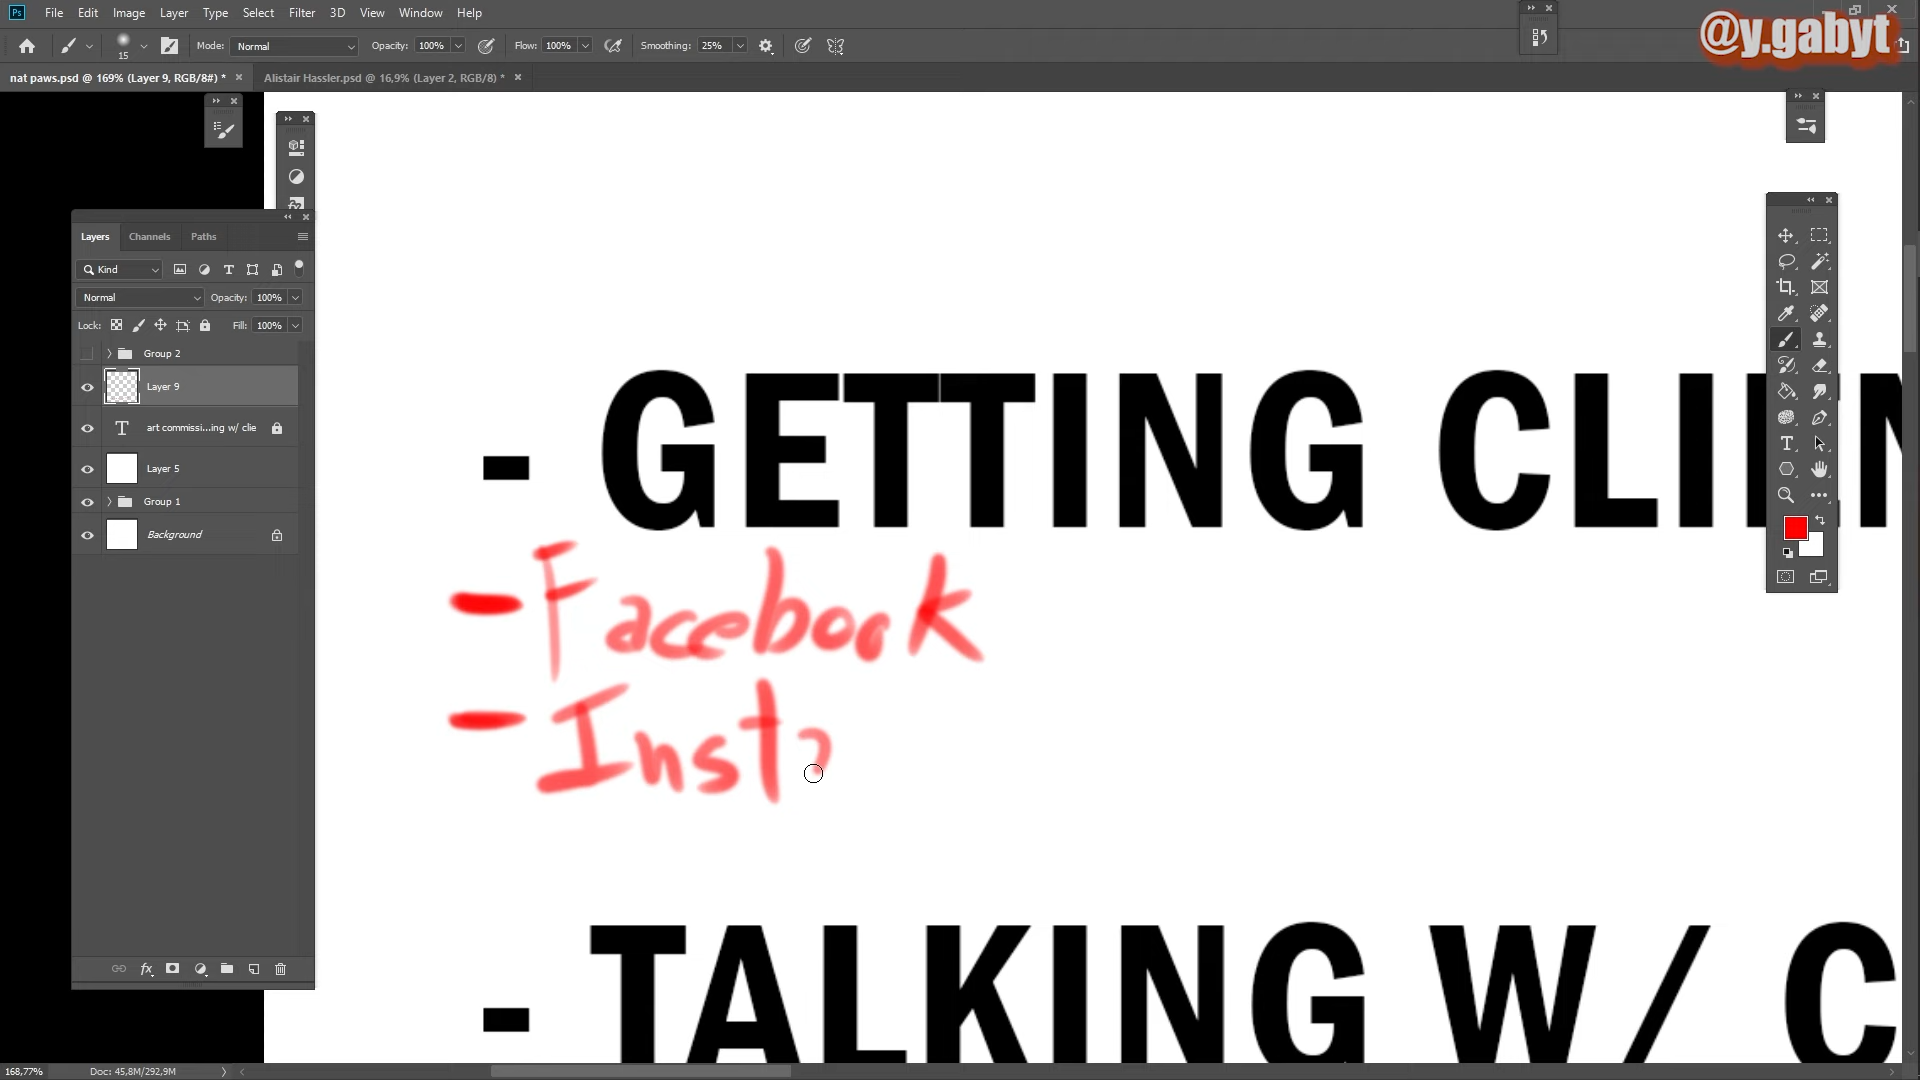 File Edit Image Layer Type Select Filter 3D View Window Help
@y.gabyt
15 Mode: Normal Opacity: 100% Flow: 100% Smoothing: 25%
nat paws.psd @ 169% (Layer 9, RGB/8#) * Alistair Hassler.psd @ 16,9% (Layer 2, RGB/8) *
Layers Channels Paths
Kind
Normal Opacity: 100%
Lock: Fill: 100%
Group 2
Layer 9
art commissi...ing w/ clie
Layer 5
Group 1
Background
- GETTING CLIEN
- Facebook
- Insta
- TALKING W/ C
168,77% Doc: 45,8M/292,9M